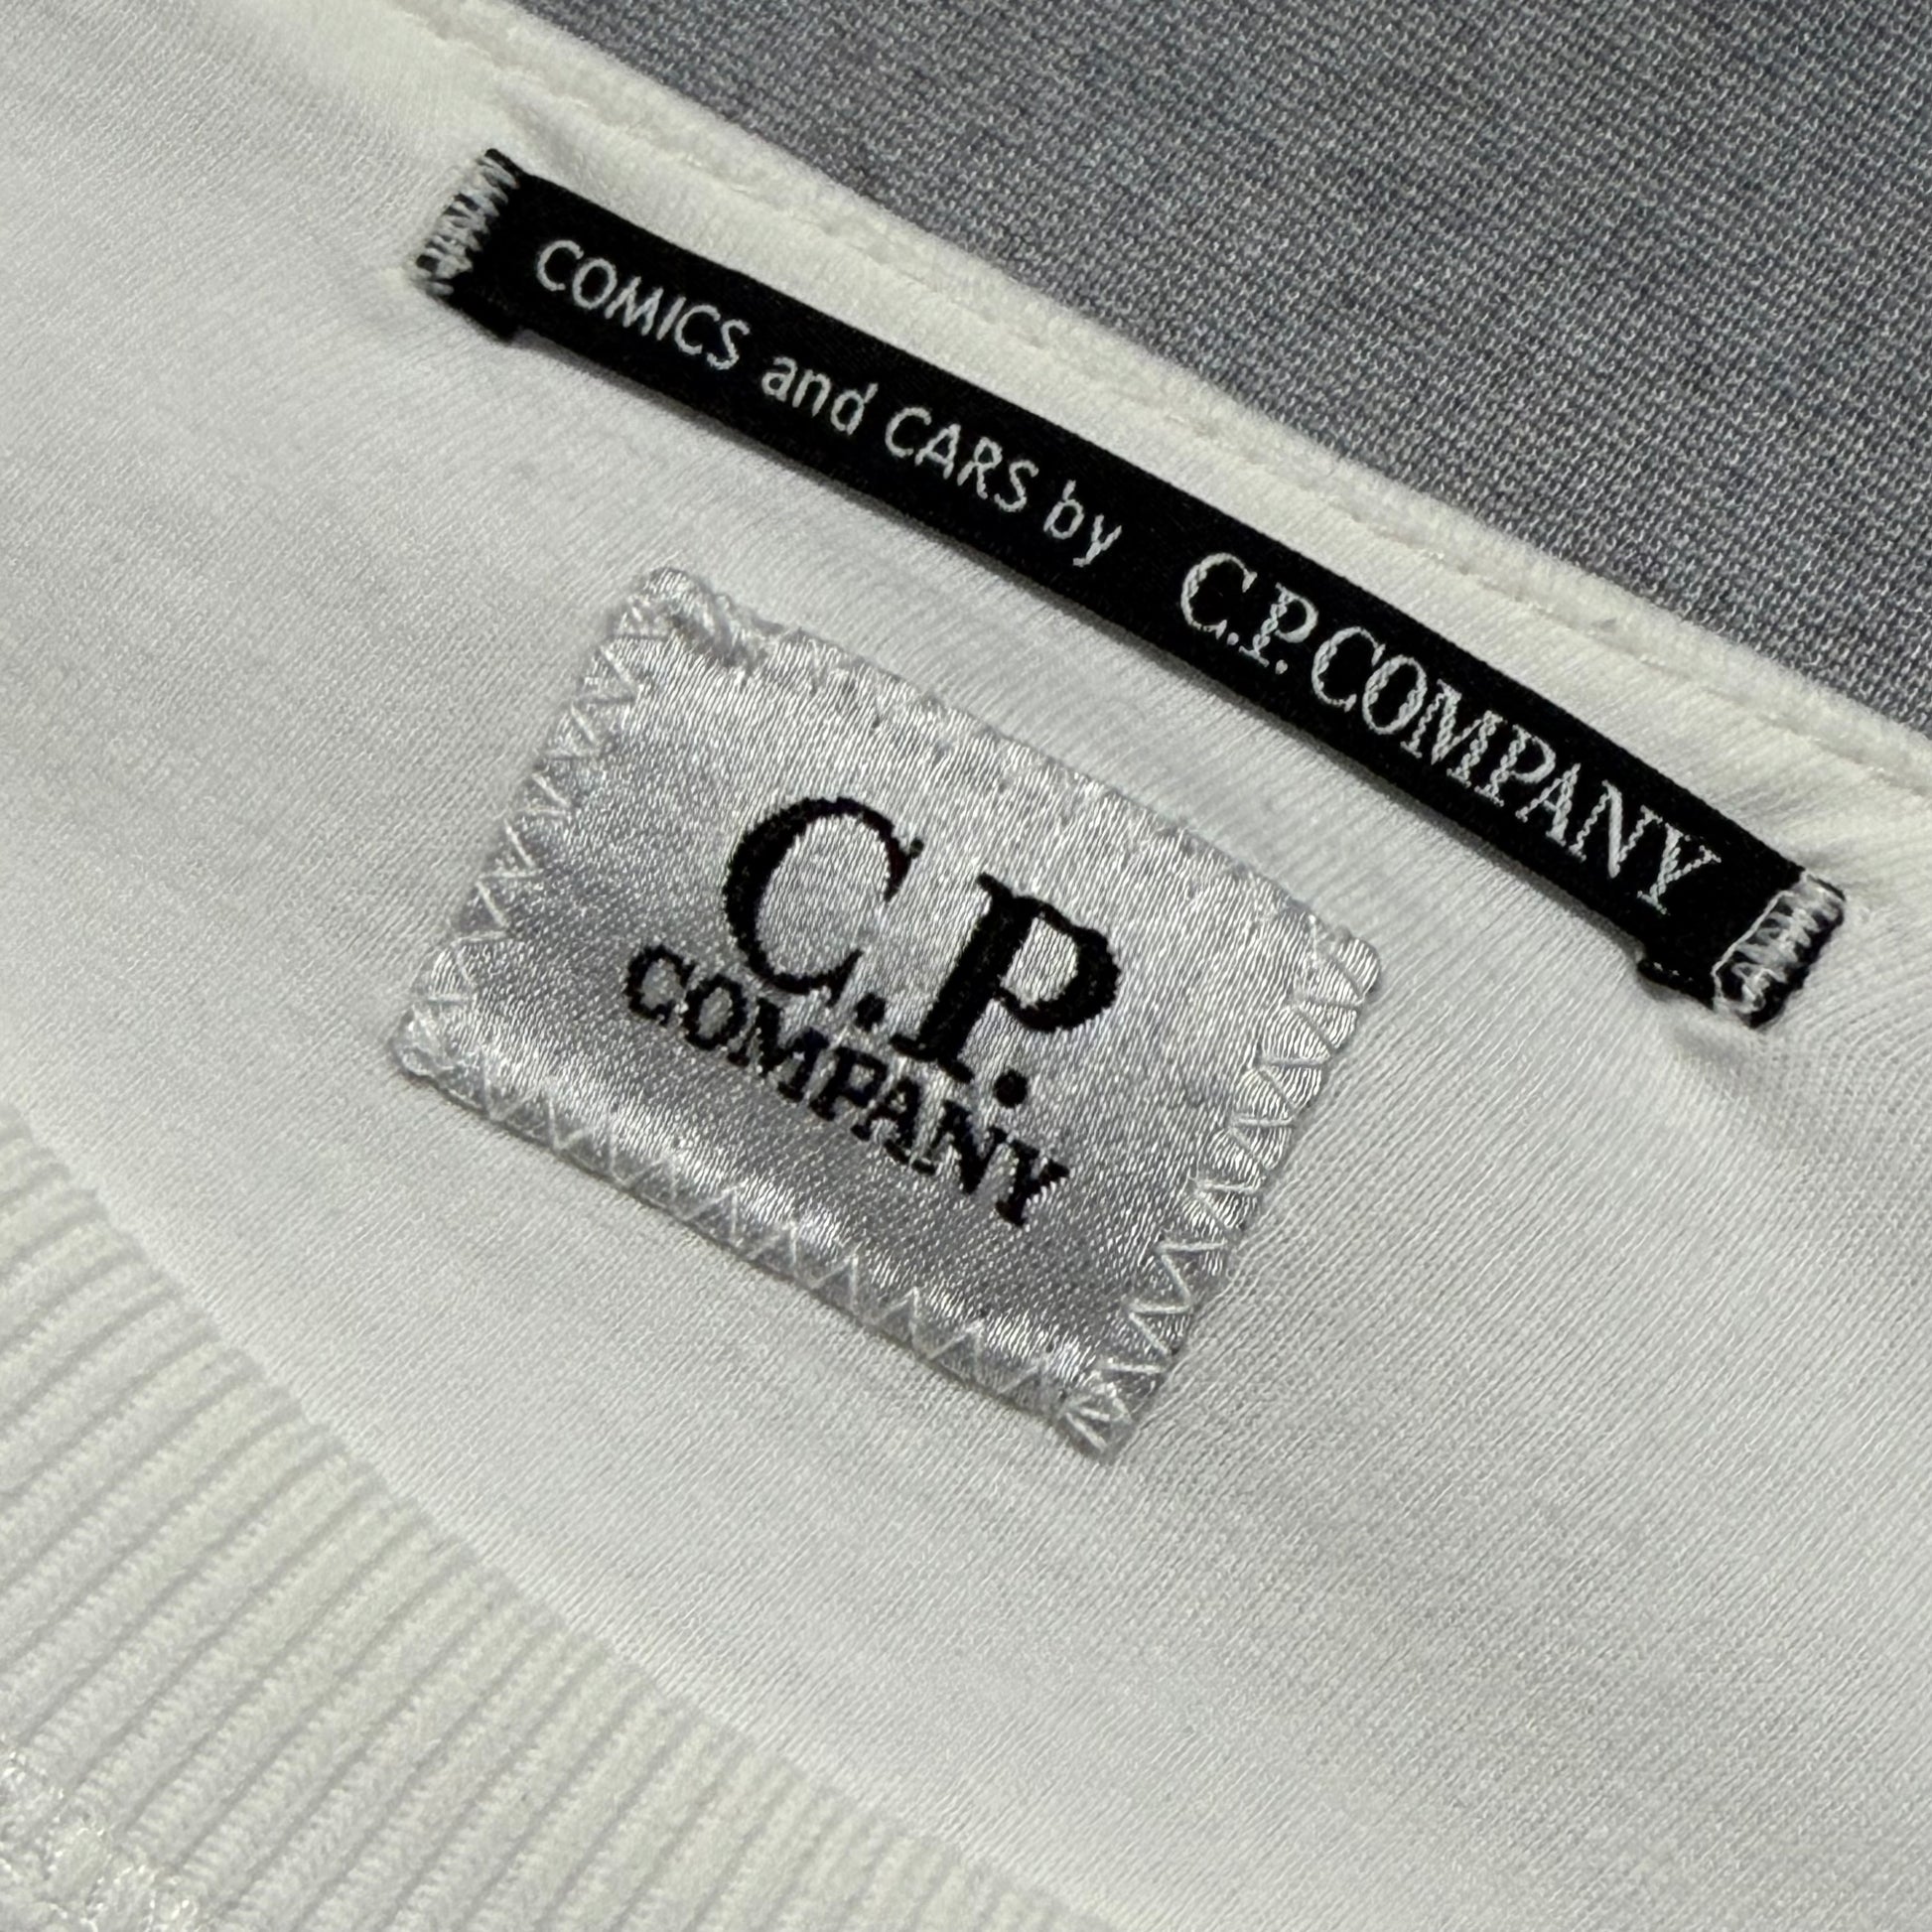 COMICS and CARS by C.P. COMPANY
C.P.
COMPANY